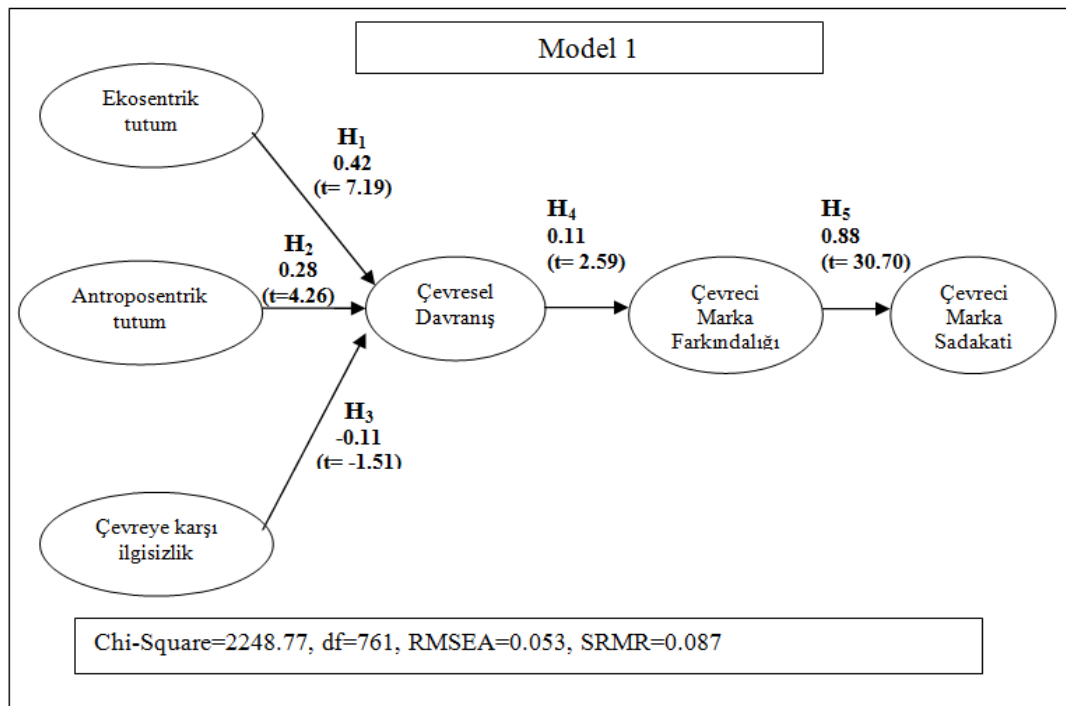 Model 1
Ekosentrik
tutum
H₁
0.42
(t= 7.19)
Antroposentrik
tutum
H₂
0.28
(t=4.26)
Çevreye karşı
ilgisizlik
H₃
-0.11
(t= -1.51)
Çevresel
Davranış
H₄
0.11
(t= 2.59)
Çevreci
Marka
Farkındalığı
H₅
0.88
(t= 30.70)
Çevreci
Marka
Sadakati
Chi-Square=2248.77, df=761, RMSEA=0.053, SRMR=0.087